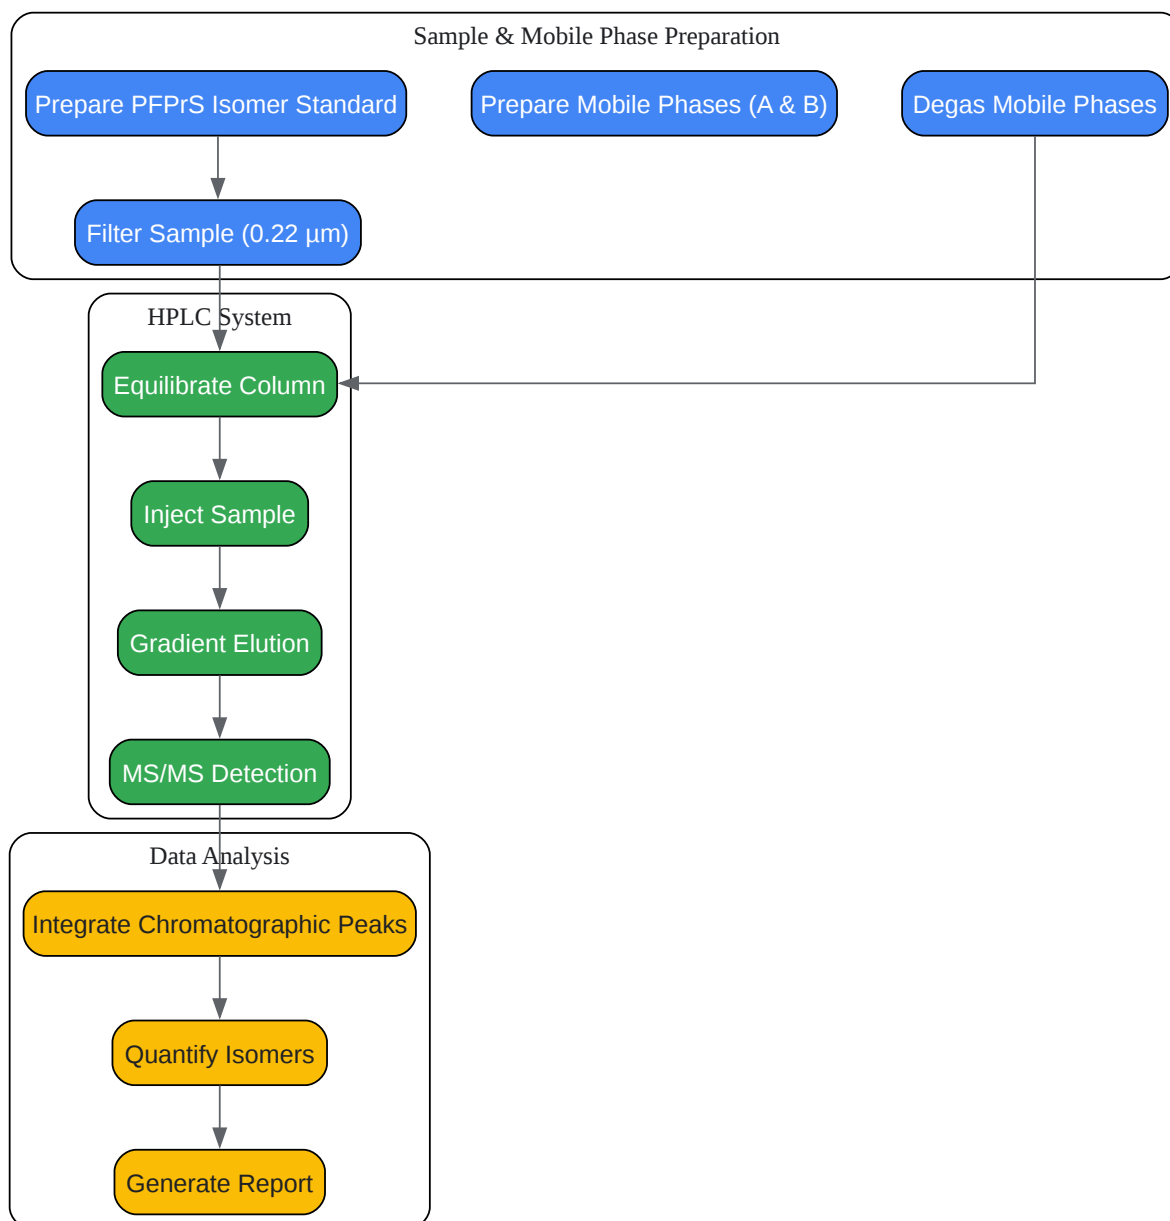 Sample & Mobile Phase Preparation
Prepare PFPrS Isomer Standard
Prepare Mobile Phases (A & B)
Degas Mobile Phases
Filter Sample (0.22 µm)
HPLC System
Equilibrate Column
Inject Sample
Gradient Elution
MS/MS Detection
Data Analysis
Integrate Chromatographic Peaks
Quantify Isomers
Generate Report